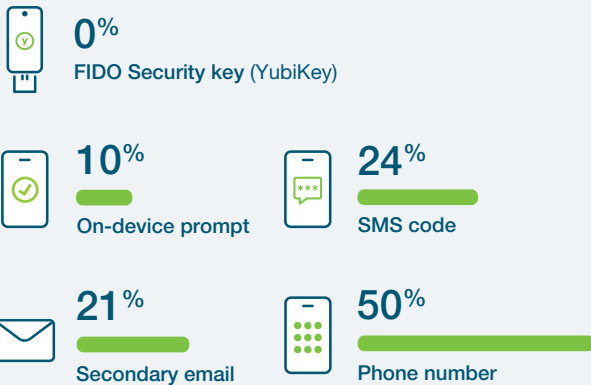 y
0%
FIDO Security key (YubiKey)
10%
On-device prompt
24%
***
SMS code
21%
Secondary email
50%
Phone number